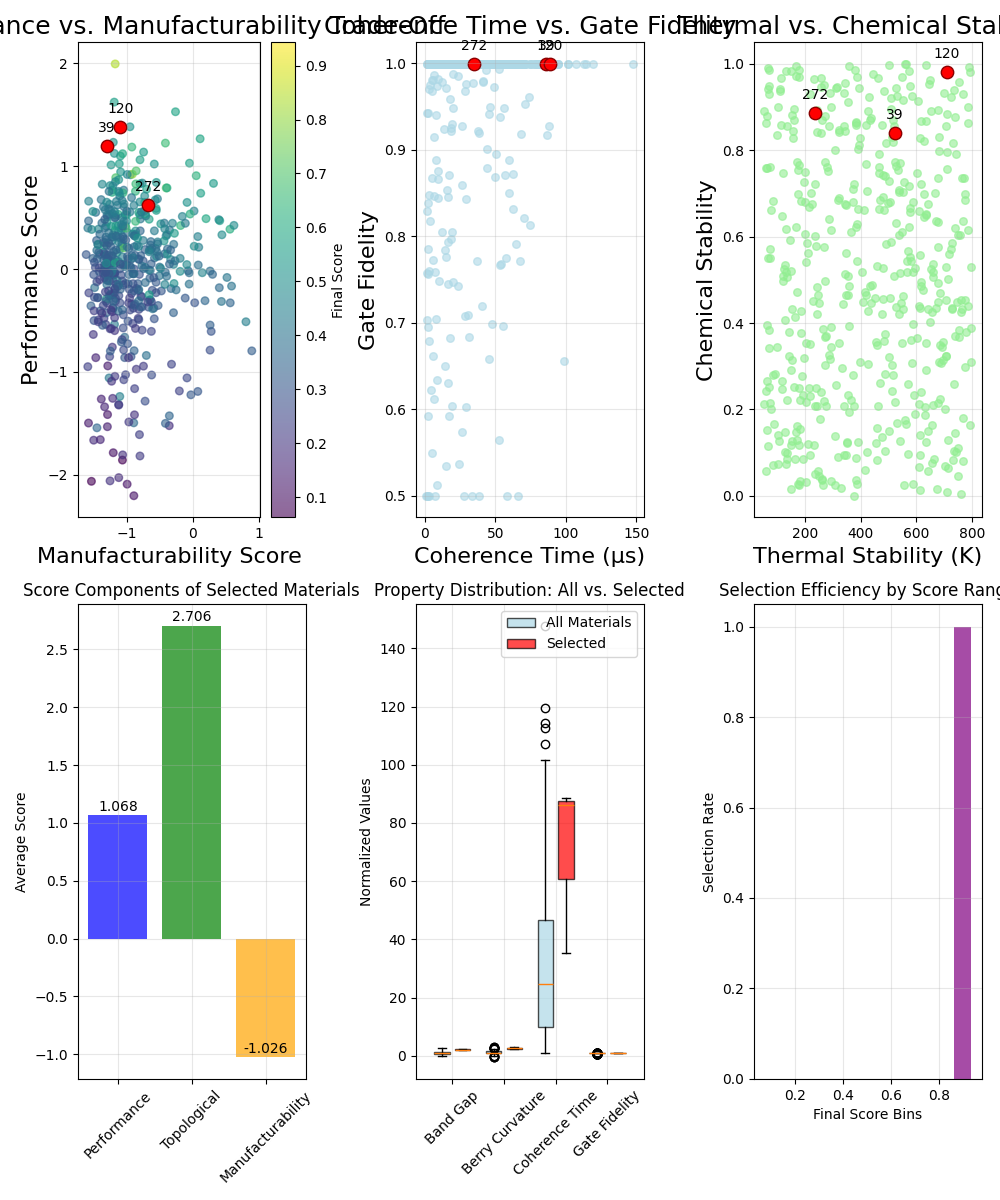 ance vs. Manufacturability Trade-Off
Coherence Time vs. Gate Fidelity
Thermal vs. Chemical Stab
272
39
120
120
39
272
120
272
39
2
1
0
−1
−2
Performance Score
−1
0
1
Manufacturability Score
0.9
0.8
0.7
0.6
0.5
0.4
0.3
0.2
0.1
Final Score
1.0
0.9
0.8
0.7
0.6
0.5
Gate Fidelity
0
50
100
150
Coherence Time (μs)
1.0
0.8
0.6
0.4
0.2
0.0
Chemical Stability
200
400
600
800
Thermal Stability (K)
Score Components of Selected Materials
2.706
1.068
-1.026
2.5
2.0
1.5
1.0
0.5
0.0
−0.5
−1.0
Average Score
Performance
Topological
Manufacturability
Property Distribution: All vs. Selected
All Materials
Selected
140
120
100
80
60
40
20
0
Normalized Values
Band Gap
Berry Curvature
Coherence Time
Gate Fidelity
Selection Efficiency by Score Rang
1.0
0.8
0.6
0.4
0.2
0.0
Selection Rate
0.2
0.4
0.6
0.8
Final Score Bins